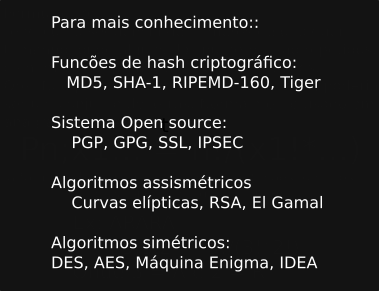 Para mais conhecimento::
Funcões de hash criptográfico:
MD5, SHA-1, RIPEMD-160, Tiger
Sistema Open source:
PGP, GPG, SSL, IPSEC
Algoritmos assismétricos
Curvas elípticas, RSA, El Gamal
Algoritmos simétricos:
DES, AES, Máquina Enigma, IDEA